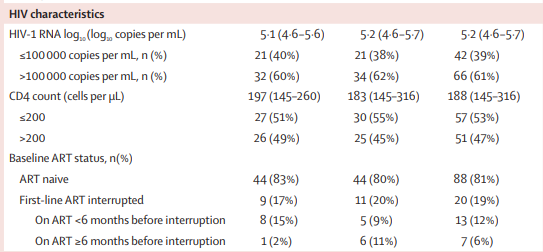 HIV characteristics
HIV-1 RNA log₁₀ (log₁₀ copies per mL) 5·1 (4·6–5·6) 5·2 (4·6–5·7) 5·2 (4·6–5·7)
≤100 000 copies per mL, n (%) 21 (40%) 21 (38%) 42 (39%)
>100 000 copies per mL, n (%) 32 (60%) 34 (62%) 66 (61%)
CD4 count (cells per μL) 197 (145–260) 183 (145–316) 188 (145–316)
≤200 27 (51%) 30 (55%) 57 (53%)
>200 26 (49%) 25 (45%) 51 (47%)
Baseline ART status, n(%)
ART naive 44 (83%) 44 (80%) 88 (81%)
First-line ART interrupted 9 (17%) 11 (20%) 20 (19%)
On ART <6 months before interruption 8 (15%) 5 (9%) 13 (12%)
On ART ≥6 months before interruption 1 (2%) 6 (11%) 7 (6%)